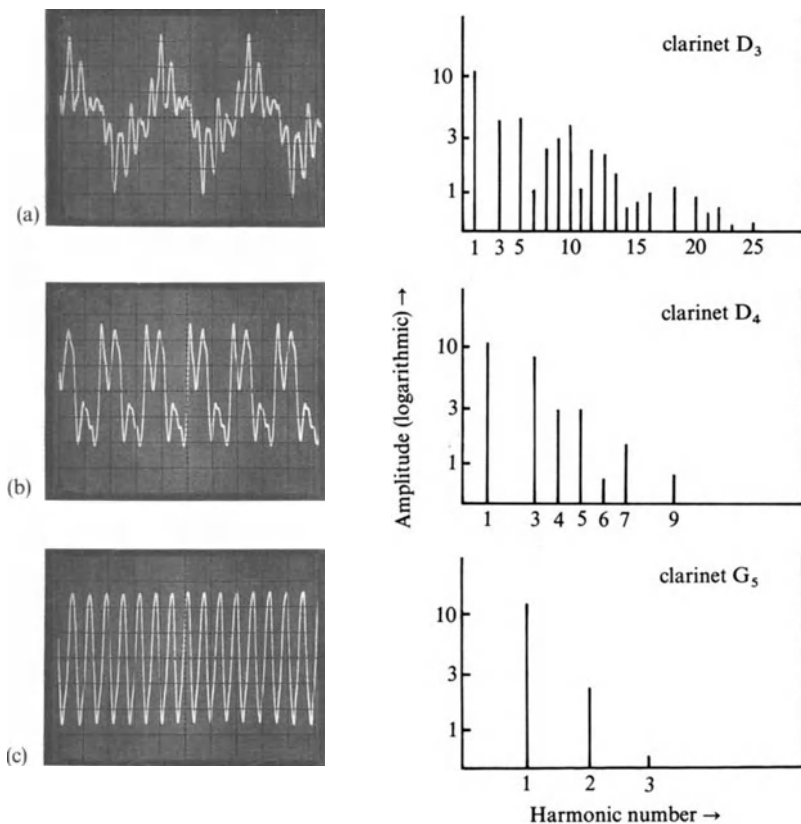 (a)
clarinet D₃
10
3
1
1 3 5 10 15 20 25
(b)
clarinet D₄
10
3
1
1 3 4 5 6 7 9
(c)
clarinet G₅
10
3
1
1 2 3
Amplitude (logarithmic) →
Harmonic number →